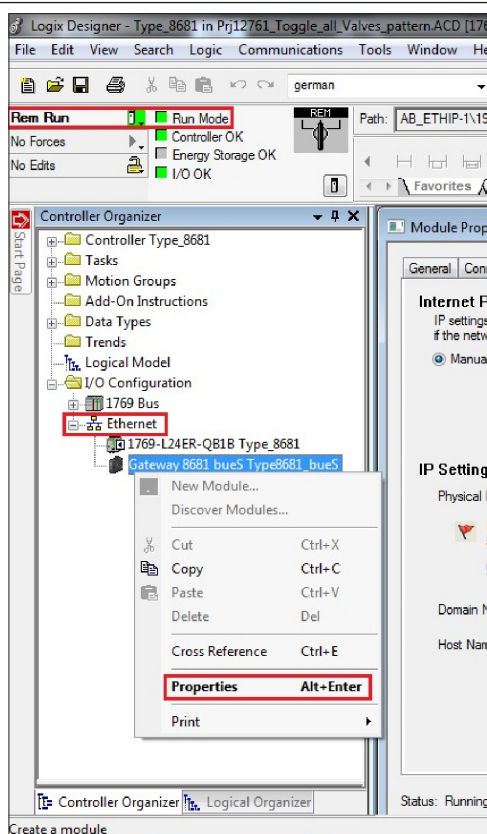 Logix Designer - Type_8681 in Prj12761_Toggle_all_Valves_pattern.ACD [176
File Edit View Search Logic Communications Tools Window He
german
Rem Run Run Mode REM Path: AB_ETHIP-1\19
No Forces Controller OK
No Edits Energy Storage OK
I/O OK
Favorites
Start Page
Controller Organizer
Controller Type_8681
Tasks
Motion Groups
Add-On Instructions
Data Types
Trends
Logical Model
I/O Configuration
1769 Bus
Ethernet
1769-L24ER-QB1B Type_8681
Gateway 8681 bueS Type8681_bueS
New Module...
Discover Modules...
Cut Ctrl+X
Copy Ctrl+C
Paste Ctrl+V
Delete Del
Cross Reference Ctrl+E
Properties Alt+Enter
Print
Module Prop
General Con
Internet P
IP settings
if the netw
Manua
IP Setting
Physical
Domain N
Host Nam
Controller Organizer Logical Organizer
Status: Running
Create a module